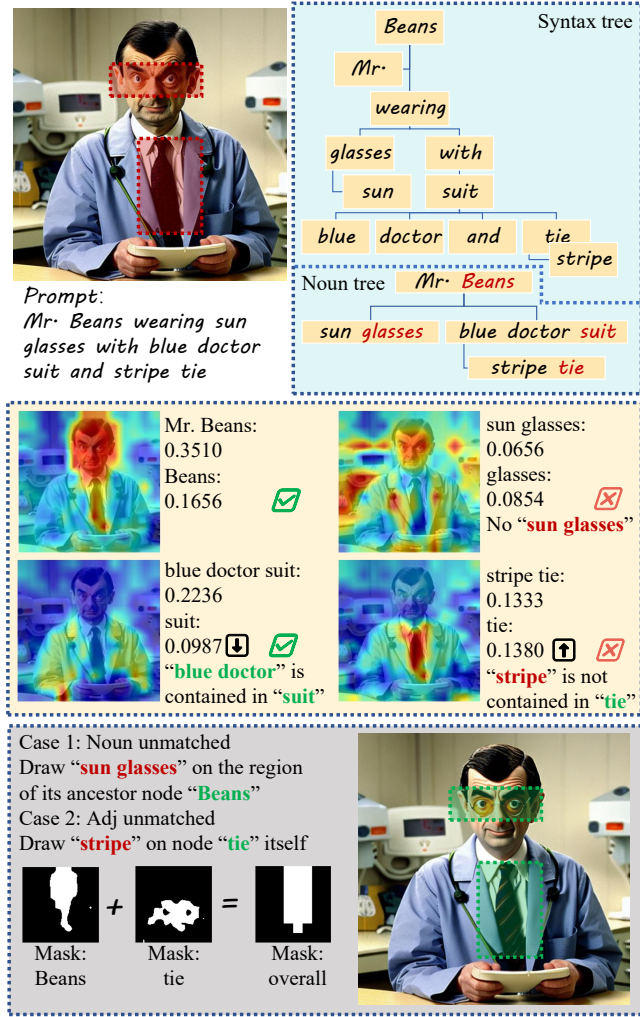 Syntax tree
Beans
Mr.
wearing
glasses
with
sun
suit
blue
doctor
and
tie
stripe
Noun tree
Mr. Beans
sun glasses
blue doctor suit
stripe tie
Prompt:
Mr. Beans wearing sun
glasses with blue doctor
suit and stripe tie
Mr. Beans:
0.3510
Beans:
0.1656
sun glasses:
0.0656
glasses:
0.0854
No “sun glasses”
blue doctor suit:
0.2236
suit:
0.0987
“blue doctor” is
contained in “suit”
stripe tie:
0.1333
tie:
0.1380
“stripe” is not
contained in “tie”
Case 1: Noun unmatched
Draw “sun glasses” on the region
of its ancestor node “Beans”
Case 2: Adj unmatched
Draw “stripe” on node “tie” itself
+
=
Mask:
Beans
Mask:
tie
Mask:
overall